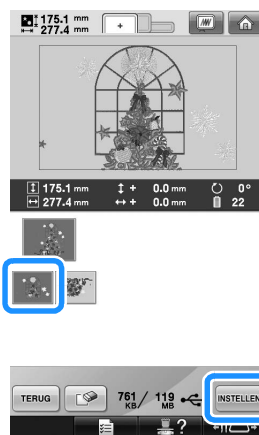 175.1 mm
277.4 mm
+
175.1 mm + 0.0 mm 0°
277.4 mm + 0.0 mm 22
TERUG 761 KB / 119 MB INSTELLEN
?